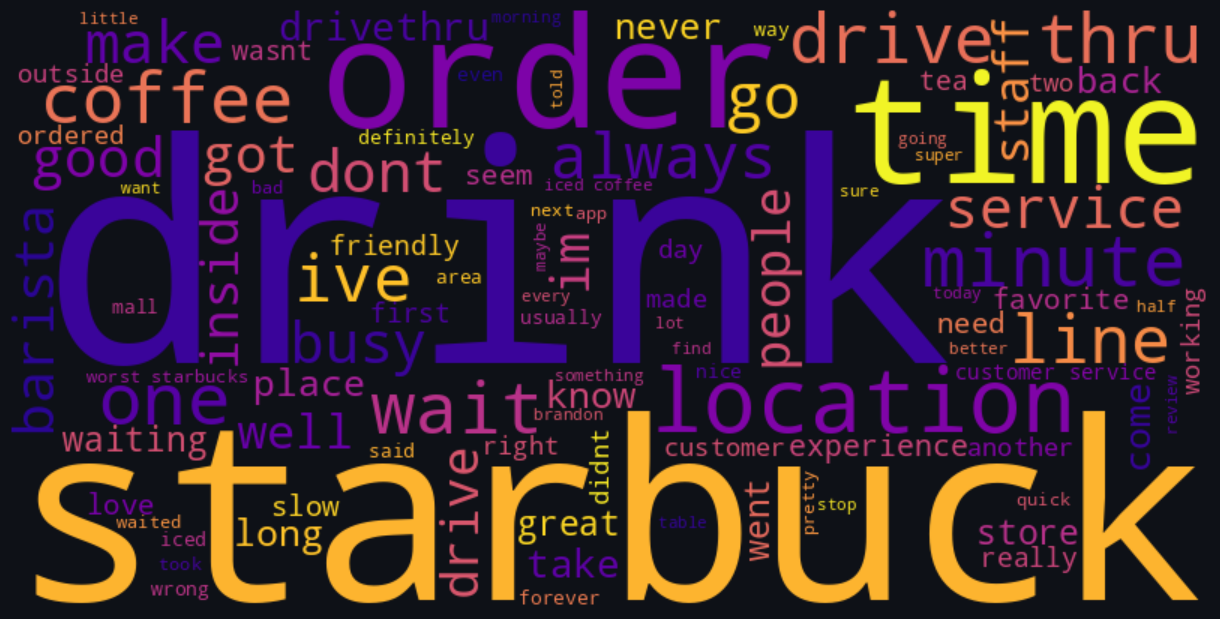 little
drivethru
morning
never
way
drive thru
make
wasnt
order
staff
outside
even
told
tea
two
back
coffee
go
time
ordered
definitely
going
super
good
got
dont
seem
always
iced coffee
want
bad
sure
drink
inside
people
service
barista
next
app
friendly
maybe
im
day
minute
ive
area
mall
every
made
today
favorite
half
first
usually
lot
need
line
working
busy
find
better
worst starbucks
place
something
nice
customer service
one
wait
know
location
come
review
brandon
waiting
well
said
right
didnt
customer
experience
another
starbuck
drive
went
pretty
love
slow
stop
quick
waited
long
great
table
store
iced
really
took
take
wrong
forever